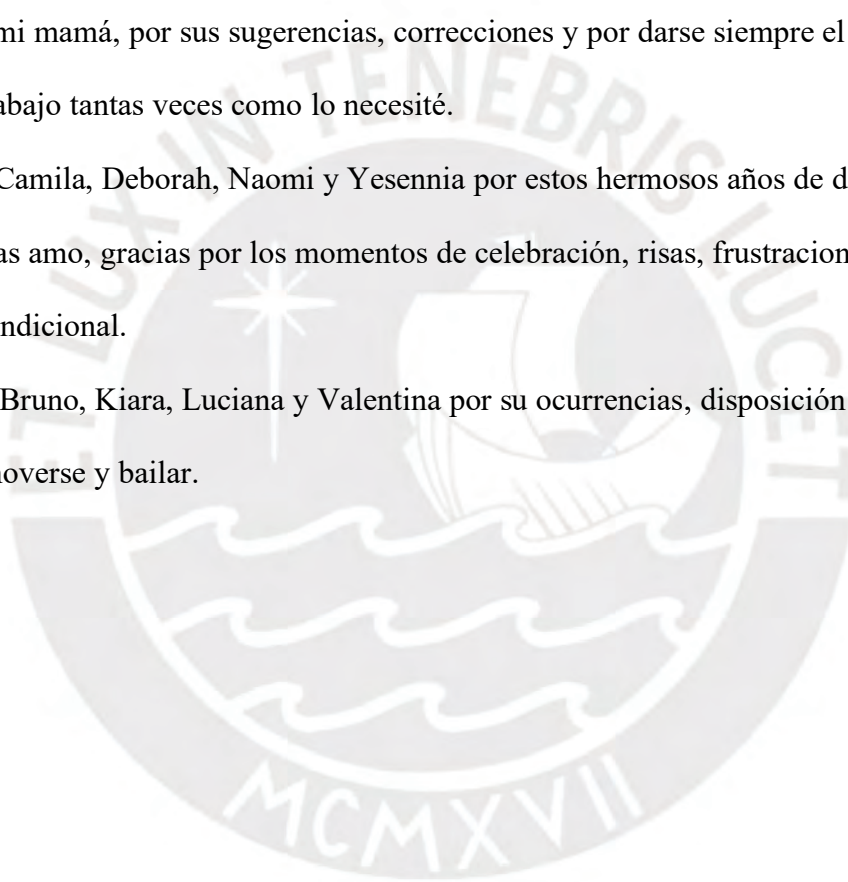 mi mamá, por sus sugerencias, correcciones y por darse siempre el
abajo tantas veces como lo necesité.
Camila, Deborah, Naomi y Yesennia por estos hermosos años de d
as amo, gracias por los momentos de celebración, risas, frustracion
ndicional.
Bruno, Kiara, Luciana y Valentina por su ocurrencias, disposición
noverse y bailar.
ET LUX IN TENEBRIS LUCET
MCMXVII